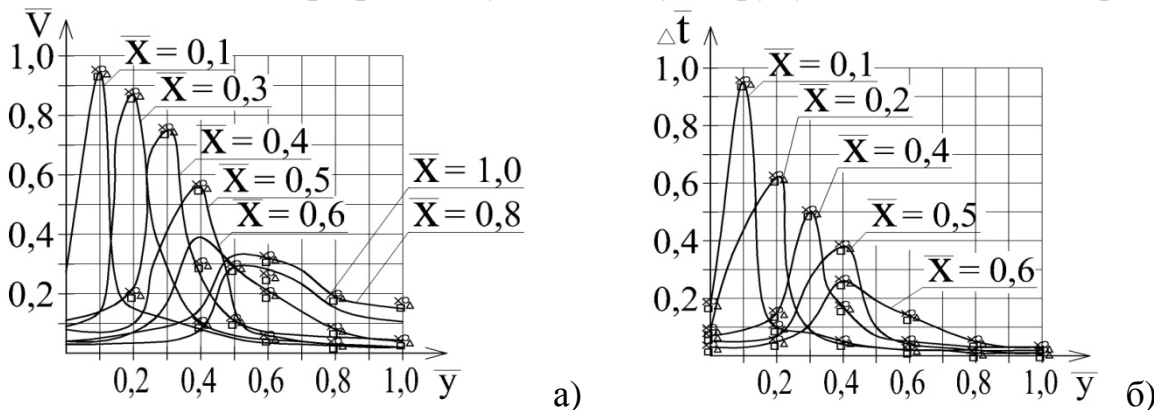 V̅
1,0
0,8
0,6
0,4
0,2
X̅ = 0,1
X̅ = 0,3
X̅ = 0,4
X̅ = 0,5
X̅ = 0,6
X̅ = 1,0
X̅ = 0,8
0,2 0,4 0,6 0,8 1,0 y̅
а)
△t̅
1,0
0,8
0,6
0,4
0,2
X̅ = 0,1
X̅ = 0,2
X̅ = 0,4
X̅ = 0,5
X̅ = 0,6
0,2 0,4 0,6 0,8 1,0 y̅
б)